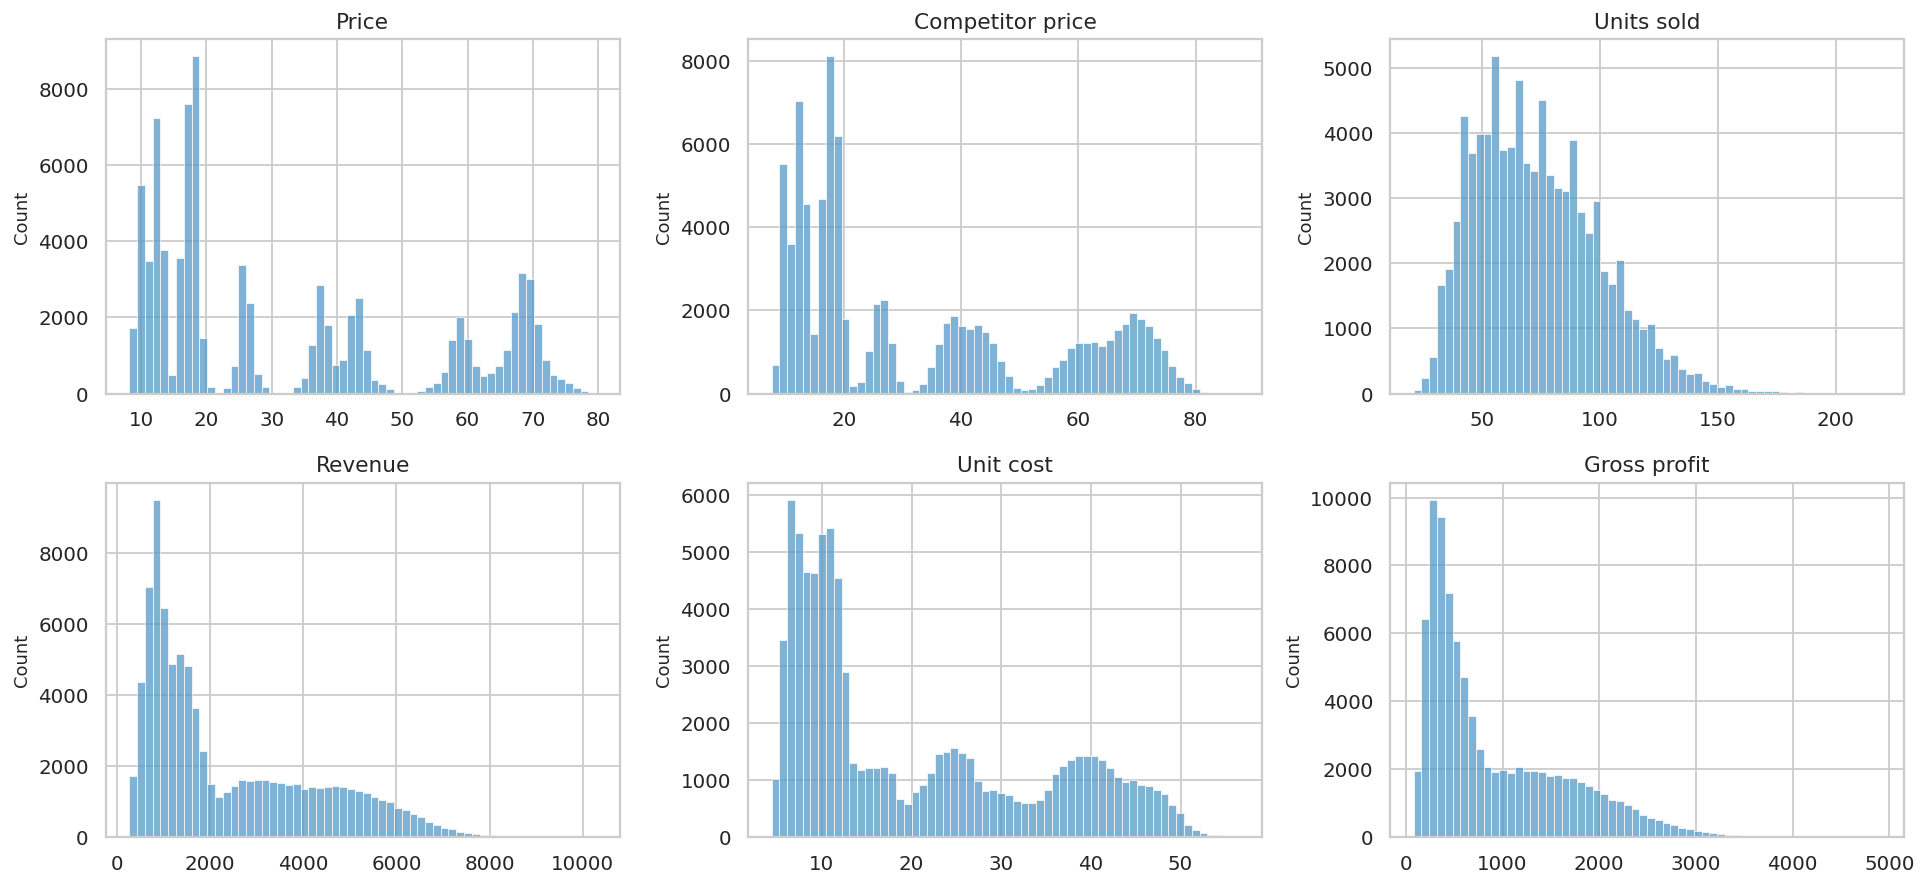 Price
Competitor price
Units sold
Count
8000
6000
4000
2000
0
10 20 30 40 50 60 70 80
Count
8000
6000
4000
2000
0
20 40 60 80
Count
5000
4000
3000
2000
1000
0
50 100 150 200
Revenue
Unit cost
Gross profit
Count
8000
6000
4000
2000
0
0 2000 4000 6000 8000 10000
Count
6000
5000
4000
3000
2000
1000
0
10 20 30 40 50
Count
10000
8000
6000
4000
2000
0
0 1000 2000 3000 4000 5000